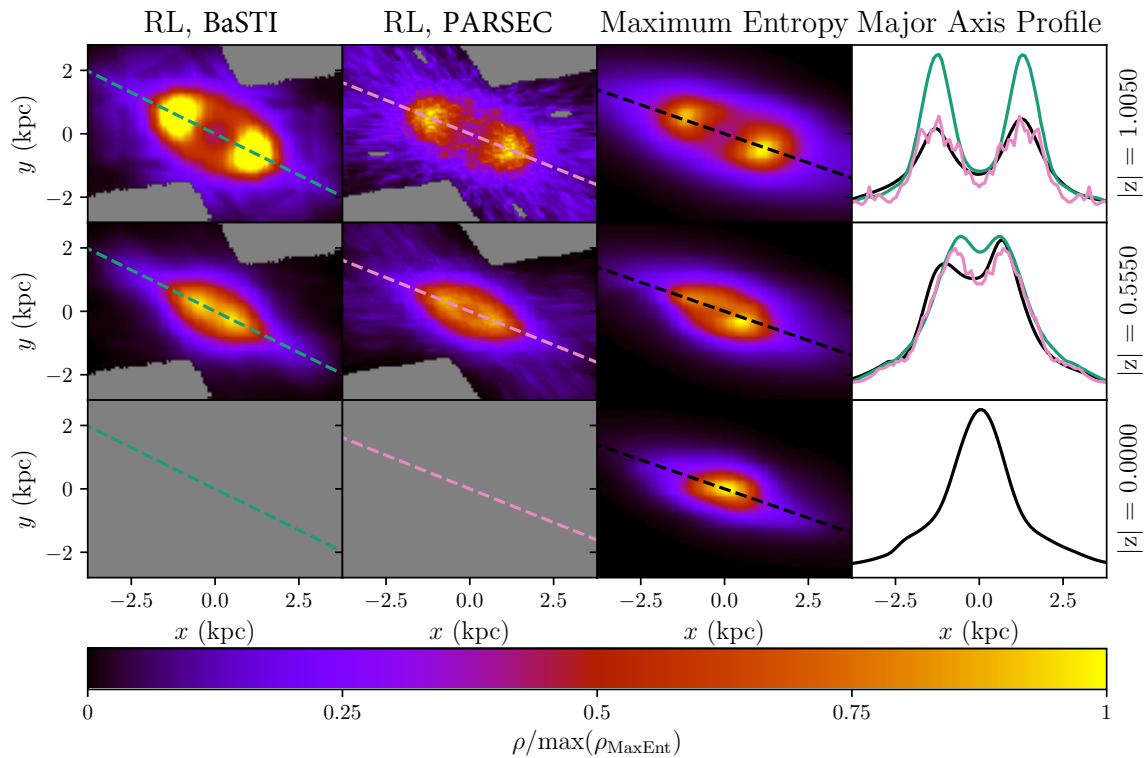 RL, BaSTI RL, PARSEC Maximum Entropy Major Axis Profile
2
0
−2
y (kpc)
|z| = 1.0050
2
0
−2
y (kpc)
|z| = 0.5550
2
0
−2
y (kpc)
|z| = 0.0000
−2.5 0.0 2.5 −2.5 0.0 2.5 −2.5 0.0 2.5 −2.5 0.0 2.5
x (kpc) x (kpc) x (kpc) x (kpc)
0 0.25 0.5 0.75 1
ρ/max(ρ_MaxEnt)